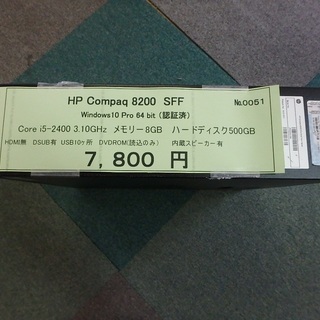 HP Compaq 8200 SFF
№0051
Windows10 Pro 64 bit（認証済）
Core i5-2400 3.10GHz メモリー8GB ハードディスク500GB
HDMI無 DSUB有 USB10ヶ所 DVDROM(読込のみ) 内蔵スピーカー有
7,800 円